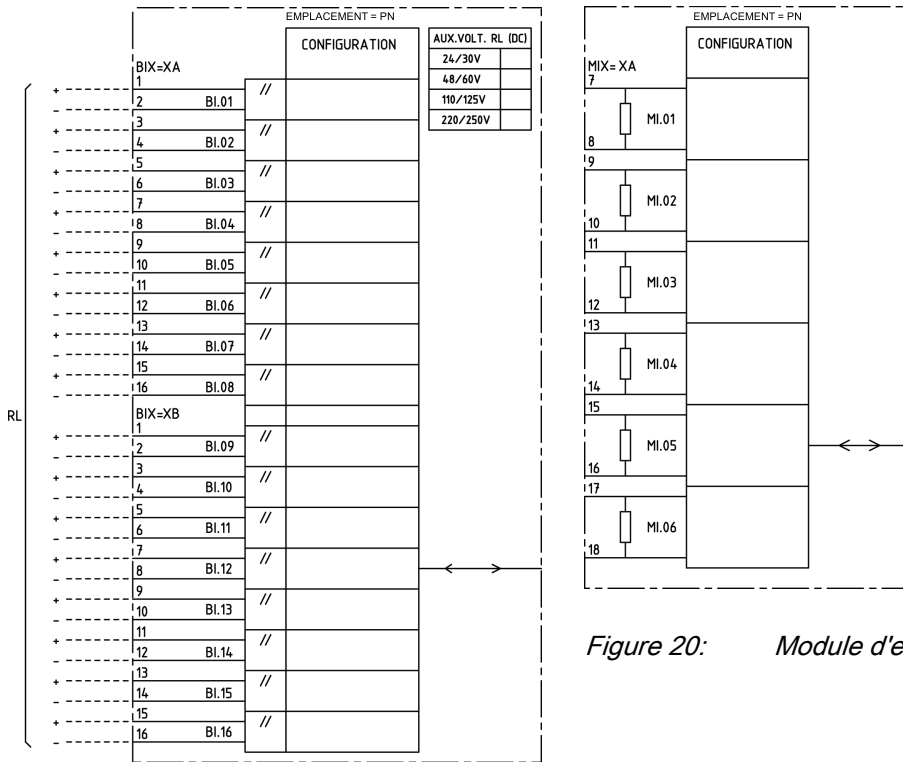 EMPLACEMENT = PN
CONFIGURATION
AUX.VOLT. RL (DC)
24/30V
48/60V
110/125V
220/250V
BIX=XA
+ 1 //
- 2 BI.01
+ 3 //
- 4 BI.02
+ 5 //
- 6 BI.03
+ 7 //
- 8 BI.04
+ 9 //
- 10 BI.05
+ 11 //
- 12 BI.06
+ 13 //
- 14 BI.07
+ 15 //
- 16 BI.08
RL
BIX=XB
+ 1 //
- 2 BI.09
+ 3 //
- 4 BI.10
+ 5 //
- 6 BI.11
+ 7 //
- 8 BI.12
+ 9 //
- 10 BI.13
+ 11 //
- 12 BI.14
+ 13 //
- 14 BI.15
+ 15 //
- 16 BI.16
EMPLACEMENT = PN
CONFIGURATION
MIX=XA
7
MI.01
8
9
MI.02
10
11
MI.03
12
13
MI.04
14
15
MI.05
16
17
MI.06
18
Figure 20: Module d'e